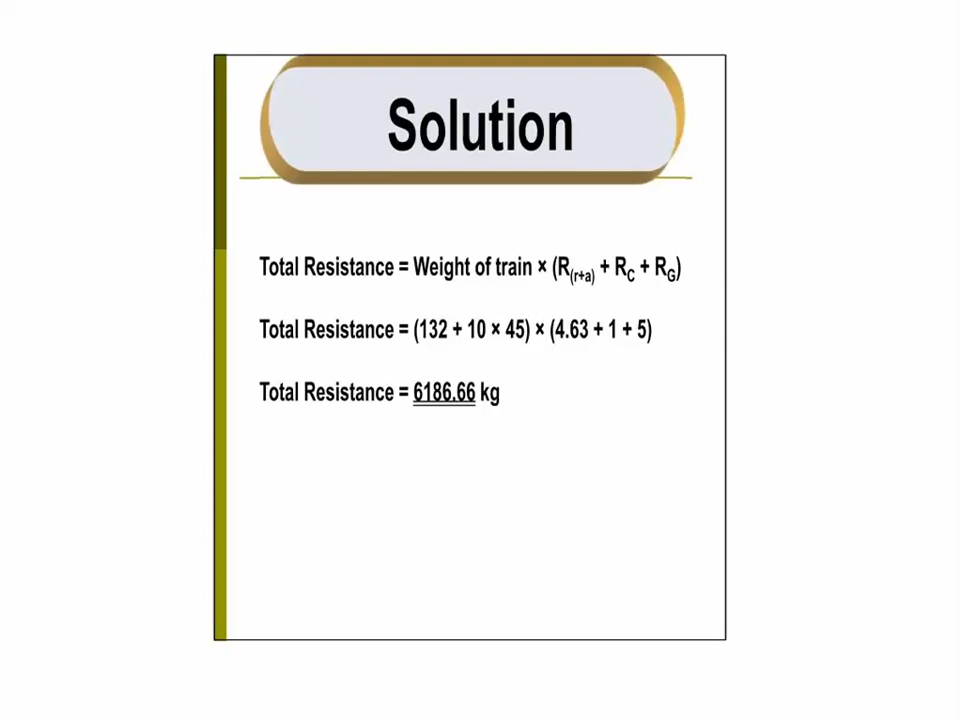 Solution
Total Resistance = Weight of train × (R(r+a) + RC + RG)
Total Resistance = (132 + 10 × 45) × (4.63 + 1 + 5)
Total Resistance = 6186.66 kg